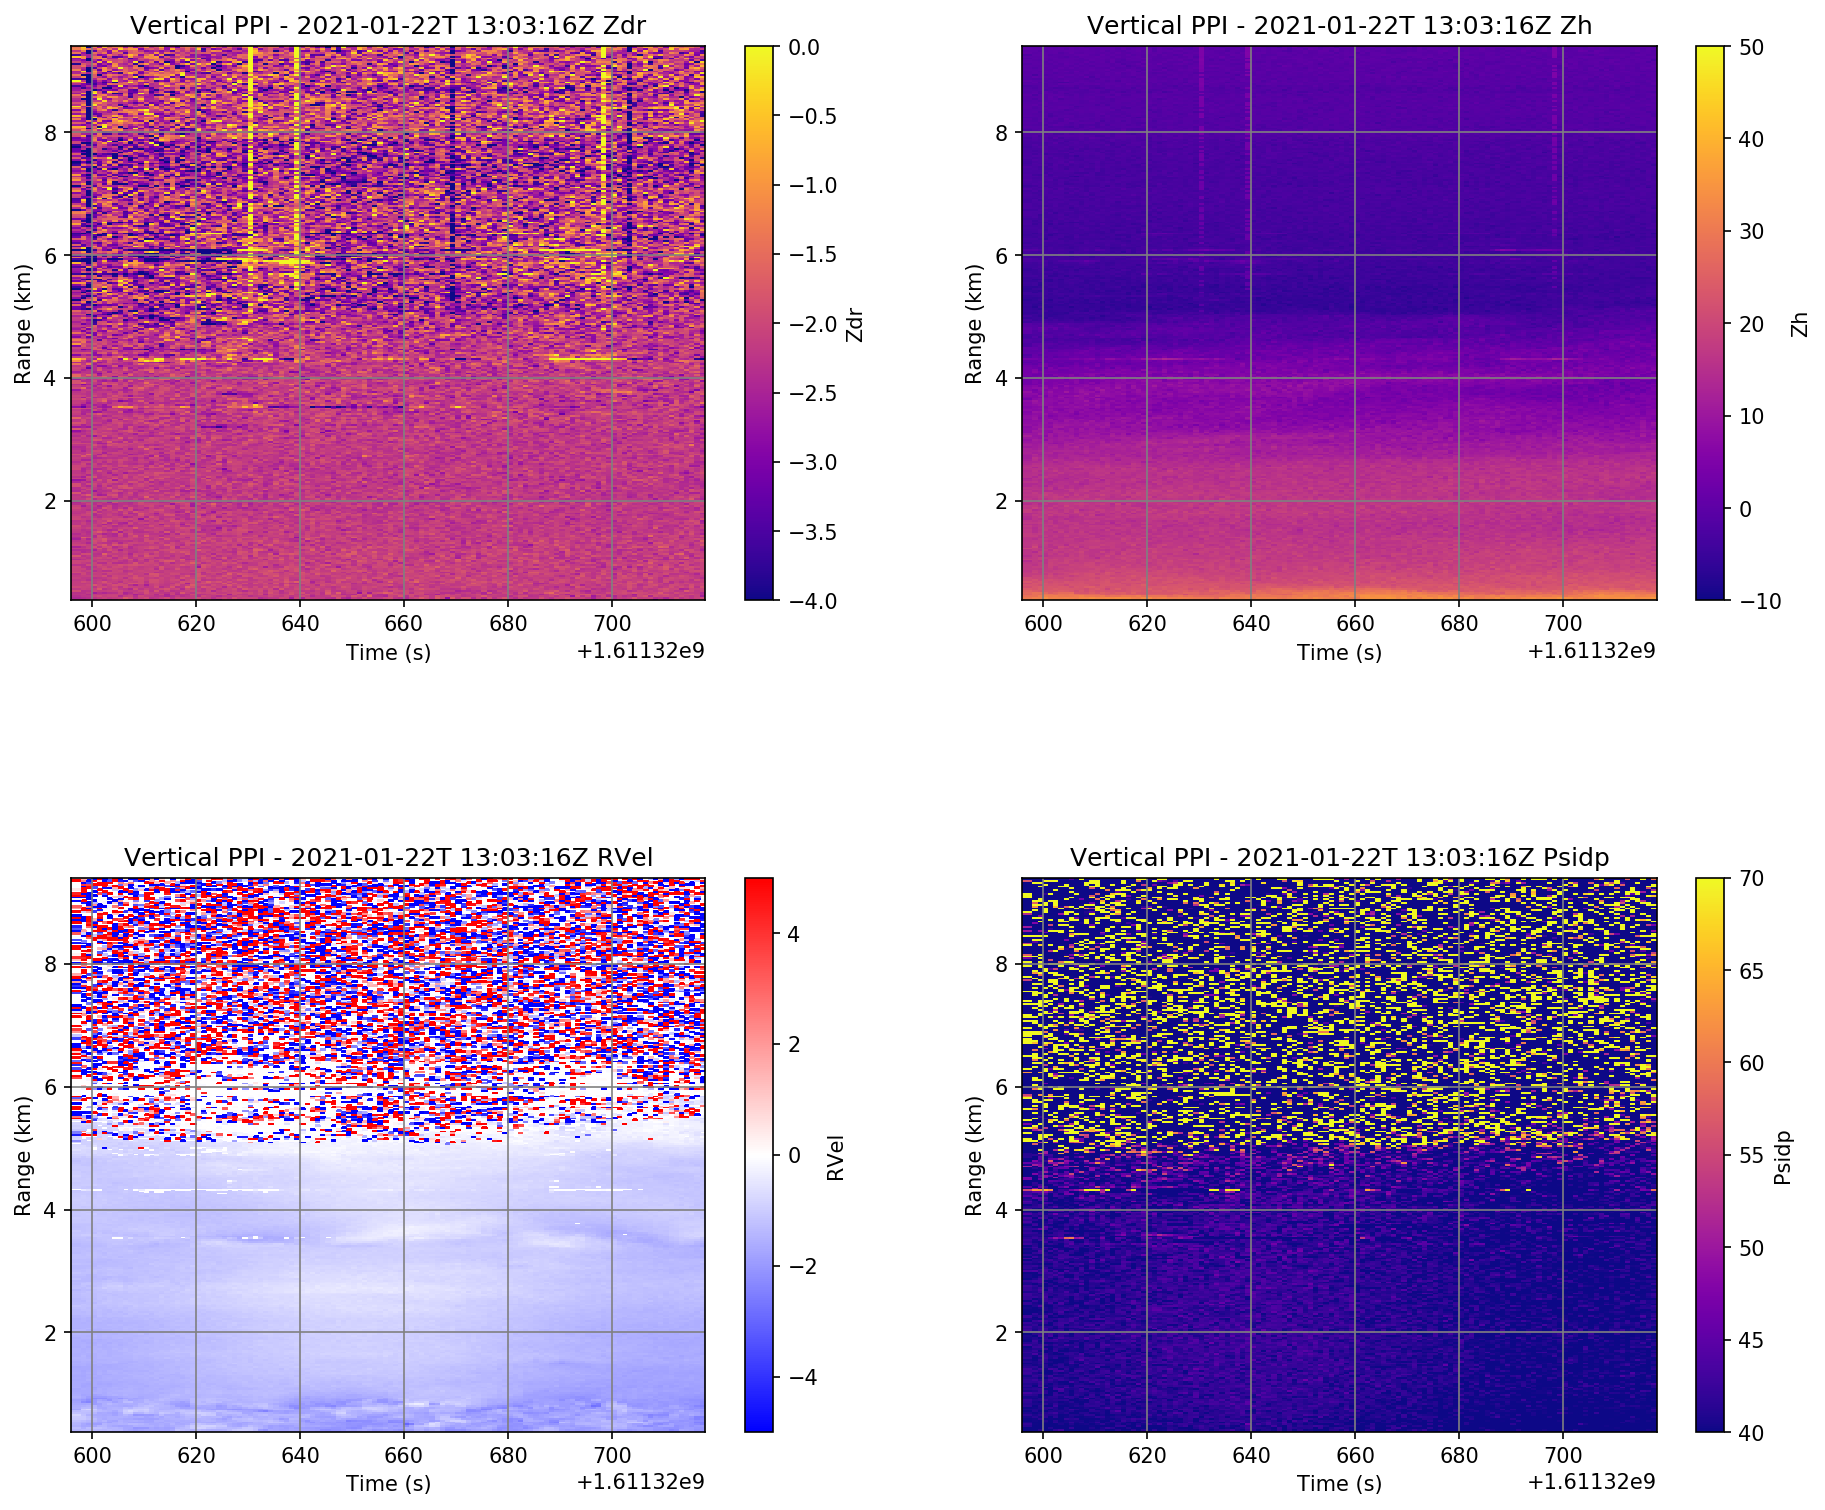 Vertical PPI - 2021-01-22T 13:03:16Z Zdr
Range (km)
8
6
4
2
600 620 640 660 680 700
Time (s)
+1.61132e9
0.0
−0.5
−1.0
−1.5
−2.0
−2.5
−3.0
−3.5
−4.0
Zdr
Vertical PPI - 2021-01-22T 13:03:16Z Zh
Range (km)
8
6
4
2
600 620 640 660 680 700
Time (s)
+1.61132e9
50
40
30
20
10
0
−10
Zh
Vertical PPI - 2021-01-22T 13:03:16Z RVel
Range (km)
8
6
4
2
600 620 640 660 680 700
Time (s)
+1.61132e9
4
2
0
−2
−4
RVel
Vertical PPI - 2021-01-22T 13:03:16Z Psidp
Range (km)
8
6
4
2
600 620 640 660 680 700
Time (s)
+1.61132e9
70
65
60
55
50
45
40
Psidp